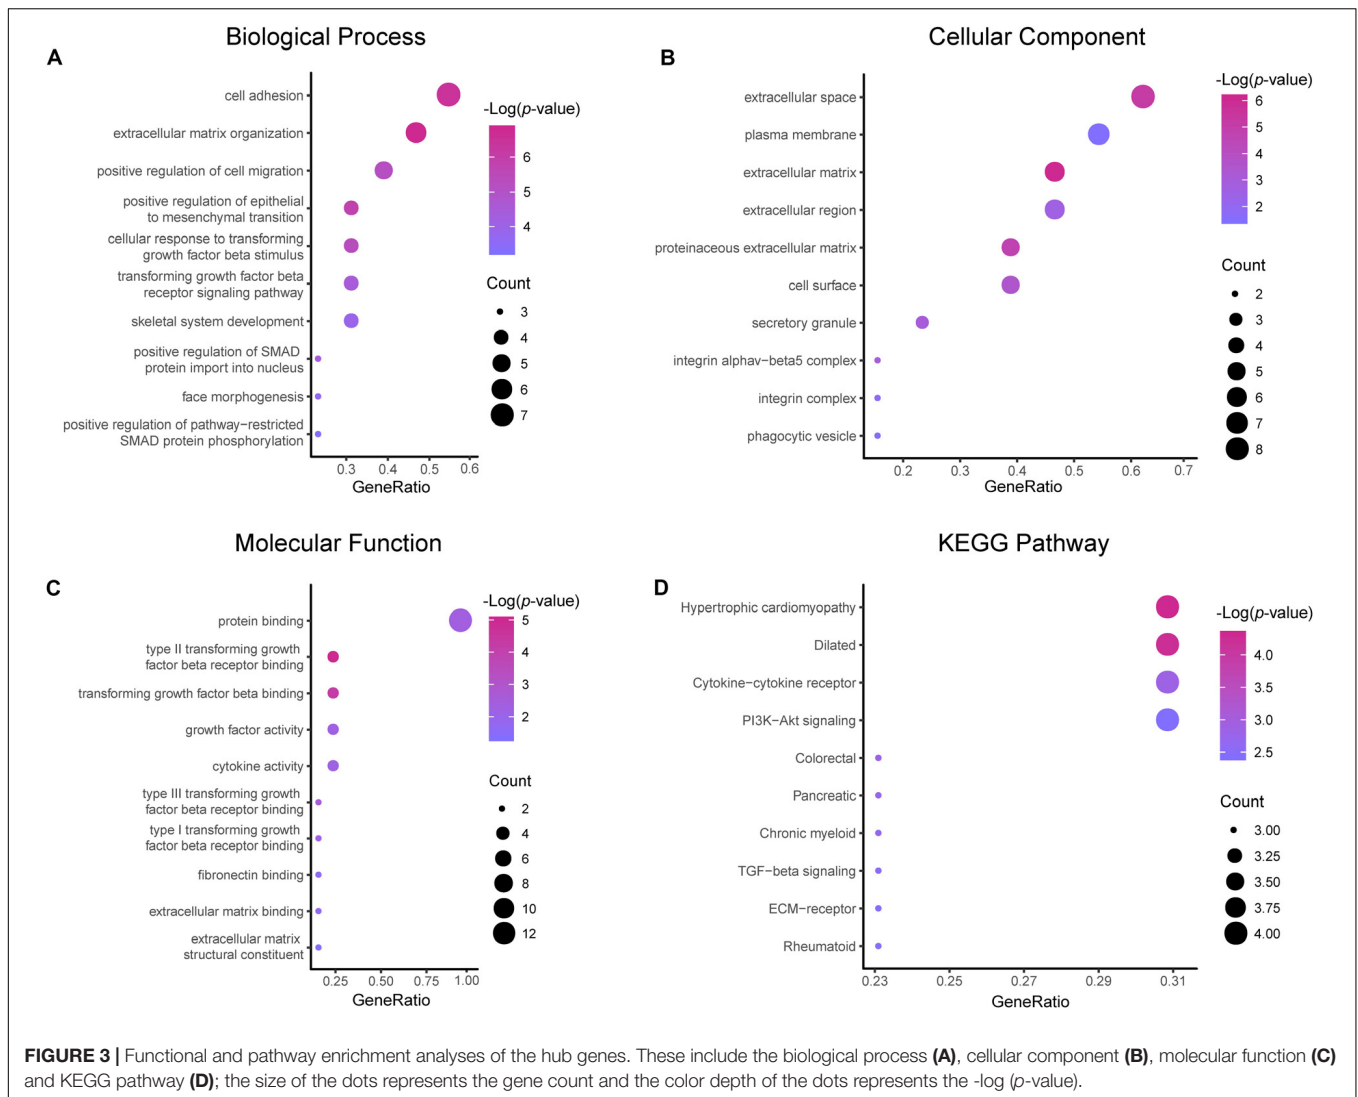 Biological Process
A
cell adhesion
extracellular matrix organization
positive regulation of cell migration
positive regulation of epithelial
to mesenchymal transition
cellular response to transforming
growth factor beta stimulus
transforming growth factor beta
receptor signaling pathway
skeletal system development
positive regulation of SMAD
protein import into nucleus
face morphogenesis
positive regulation of pathway−restricted
SMAD protein phosphorylation
0.3 0.4 0.5 0.6
GeneRatio
-Log(p-value)
6
5
4
Count
3
4
5
6
7
Cellular Component
B
extracellular space
plasma membrane
extracellular matrix
extracellular region
proteinaceous extracellular matrix
cell surface
secretory granule
integrin alphav−beta5 complex
integrin complex
phagocytic vesicle
0.2 0.3 0.4 0.5 0.6 0.7
GeneRatio
-Log(p-value)
6
5
4
3
2
Count
2
3
4
5
6
7
8
Molecular Function
C
protein binding
type II transforming growth
factor beta receptor binding
transforming growth factor beta binding
growth factor activity
cytokine activity
type III transforming growth
factor beta receptor binding
type I transforming growth
factor beta receptor binding
fibronectin binding
extracellular matrix binding
extracellular matrix
structural constituent
0.25 0.50 0.75 1.00
GeneRatio
-Log(p-value)
5
4
3
2
Count
2
4
6
8
10
12
KEGG Pathway
D
Hypertrophic cardiomyopathy
Dilated
Cytokine−cytokine receptor
PI3K−Akt signaling
Colorectal
Pancreatic
Chronic myeloid
TGF−beta signaling
ECM−receptor
Rheumatoid
0.23 0.25 0.27 0.29 0.31
GeneRatio
-Log(p-value)
4.0
3.5
3.0
2.5
Count
3.00
3.25
3.50
3.75
4.00
FIGURE 3 | Functional and pathway enrichment analyses of the hub genes. These include the biological process (A), cellular component (B), molecular function (C)
and KEGG pathway (D); the size of the dots represents the gene count and the color depth of the dots represents the -log (p-value).